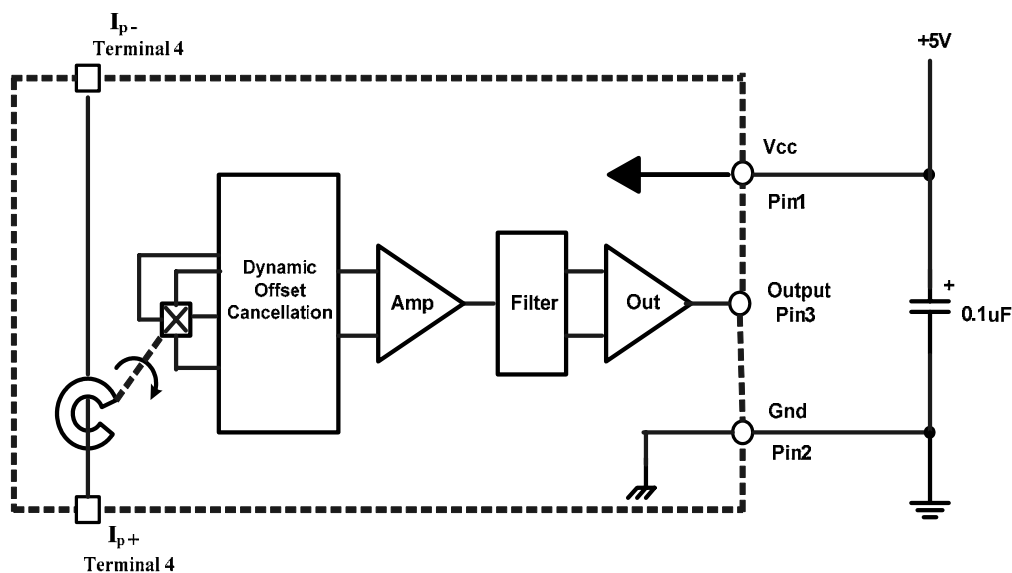 Ip-
Terminal 4
+5V
Vcc
Pin1
Dynamic
Offset
Cancellation
Amp
Filter
Out
Output
Pin3
+
0.1uF
Gnd
Pin2
Ip+
Terminal 4